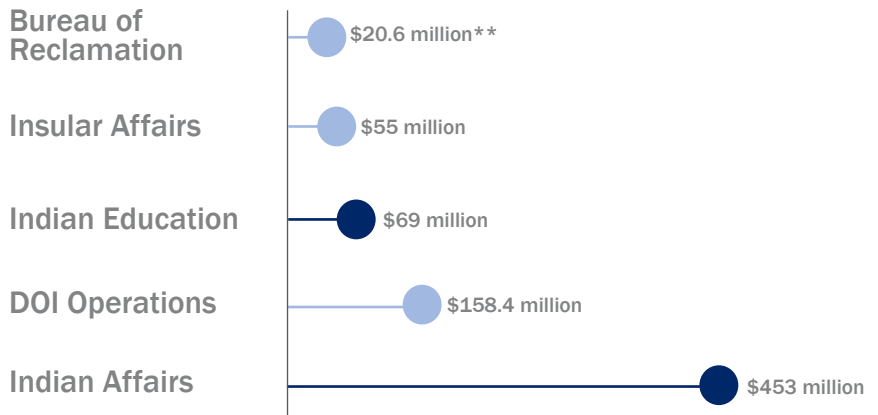 Bureau of
Reclamation
$20.6 million**
Insular Affairs
$55 million
Indian Education
$69 million
DOI Operations
$158.4 million
Indian Affairs
$453 million